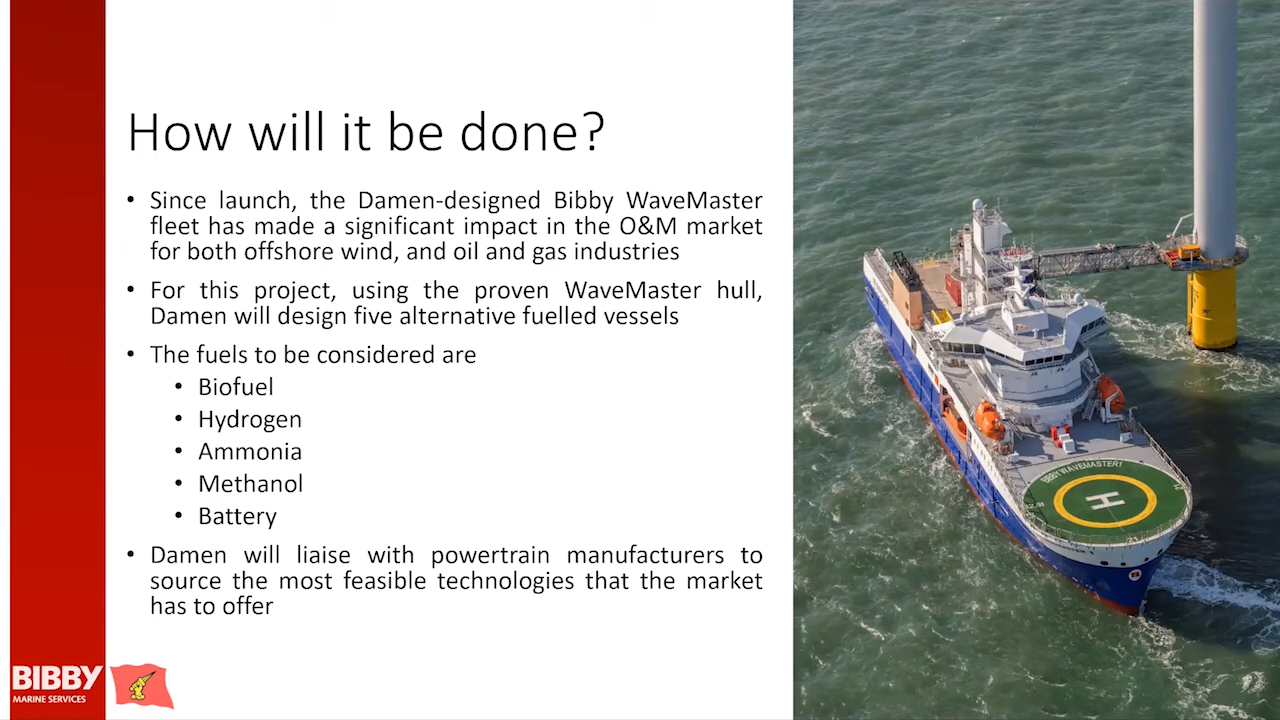 How will it be done?
• Since launch, the Damen-designed Bibby WaveMaster
fleet has made a significant impact in the O&M market
for both offshore wind, and oil and gas industries
• For this project, using the proven WaveMaster hull,
Damen will design five alternative fuelled vessels
• The fuels to be considered are
• Biofuel
• Hydrogen
• Ammonia
• Methanol
• Battery
• Damen will liaise with powertrain manufacturers to
source the most feasible technologies that the market
has to offer
BIBBY
MARINE SERVICES
BIBBY WAVEMASTER1
H